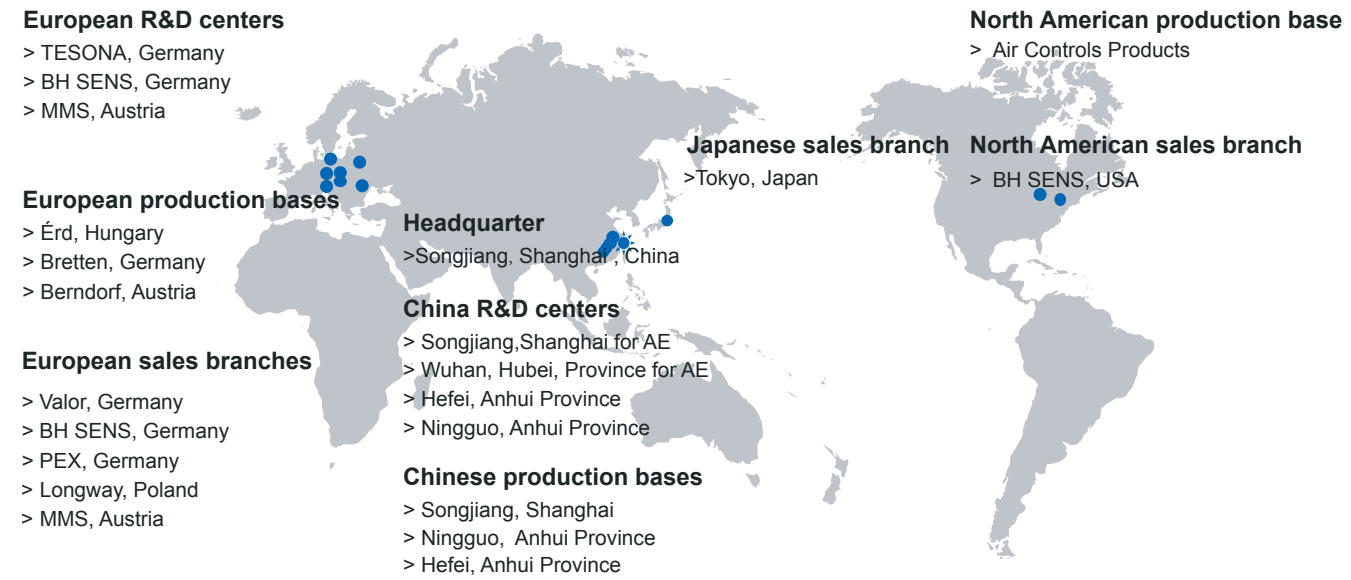 European R&D centers
> TESONA, Germany
> BH SENS, Germany
> MMS, Austria
European production bases
> Érd, Hungary
> Bretten, Germany
> Berndorf, Austria
European sales branches
> Valor, Germany
> BH SENS, Germany
> PEX, Germany
> Longway, Poland
> MMS, Austria
Headquarter
>Songjiang, Shanghai , China
China R&D centers
> Songjiang,Shanghai for AE
> Wuhan, Hubei, Province for AE
> Hefei, Anhui Province
> Ningguo, Anhui Province
Chinese production bases
> Songjiang, Shanghai
> Ningguo, Anhui Province
> Hefei, Anhui Province
Japanese sales branch
>Tokyo, Japan
North American production base
> Air Controls Products
North American sales branch
> BH SENS, USA